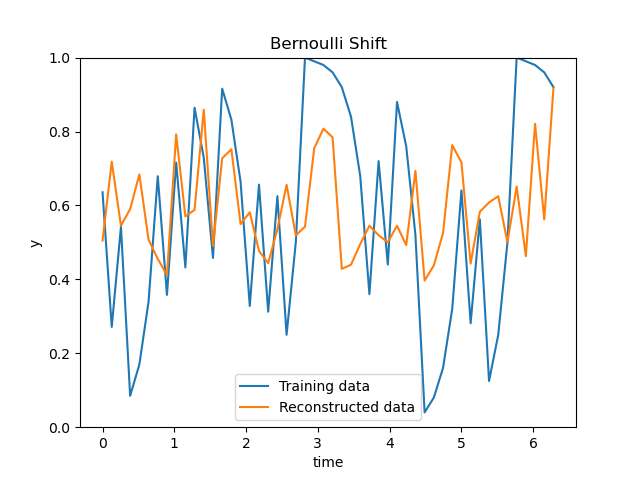 Bernoulli Shift
1.0
0.8
0.6
0.4
0.2
0.0
y
Training data
Reconstructed data
0 1 2 3 4 5 6
time